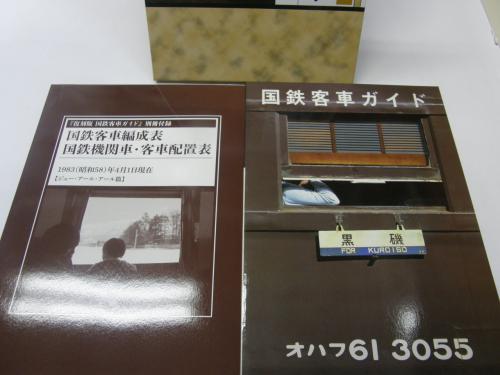 『復刻版 国鉄客車ガイド』別冊付録
国鉄客車編成表
国鉄機関車・客車配置表
1983(昭和58)年4月1日現在
【ジェー・アール・アール篇】
国鉄客車ガイド
黒磯
FOR KUROISO
オハフ61 3055